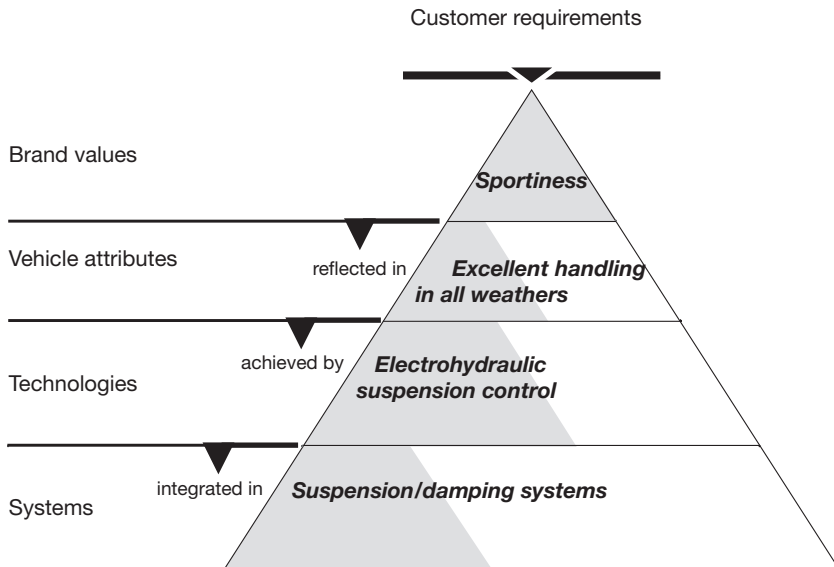 Customer requirements
Brand values
Sportiness
Vehicle attributes
reflected in
Excellent handling
in all weathers
achieved by
Technologies
Electrohydraulic
suspension control
integrated in
Systems
Suspension/damping systems